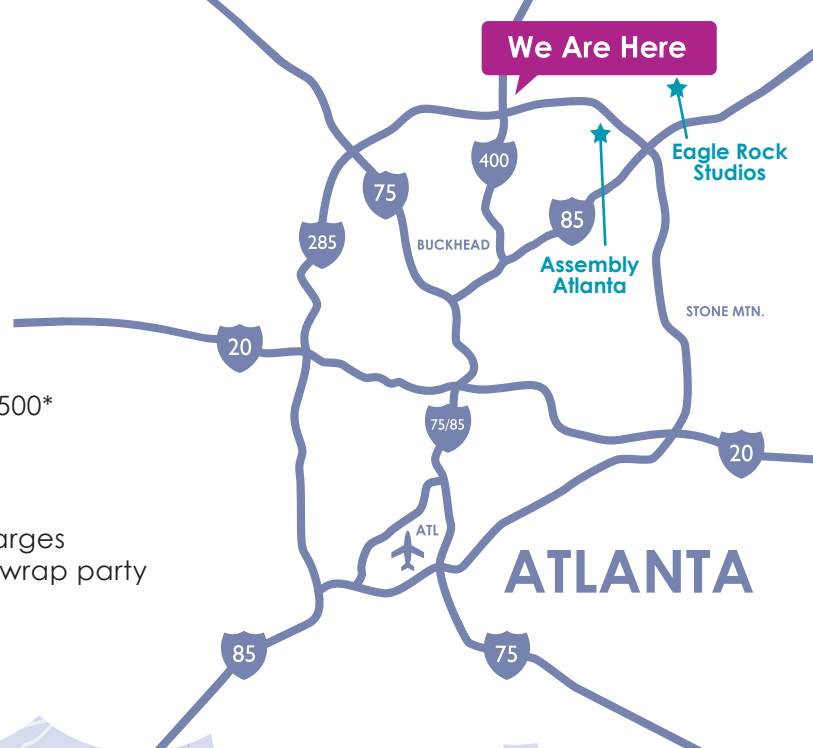 We Are Here
Eagle Rock
Studios
400
75
85
285
BUCKHEAD
Assembly
Atlanta
STONE MTN.
20
500*
75/85
20
ATL
arges
wrap party
ATLANTA
85
75